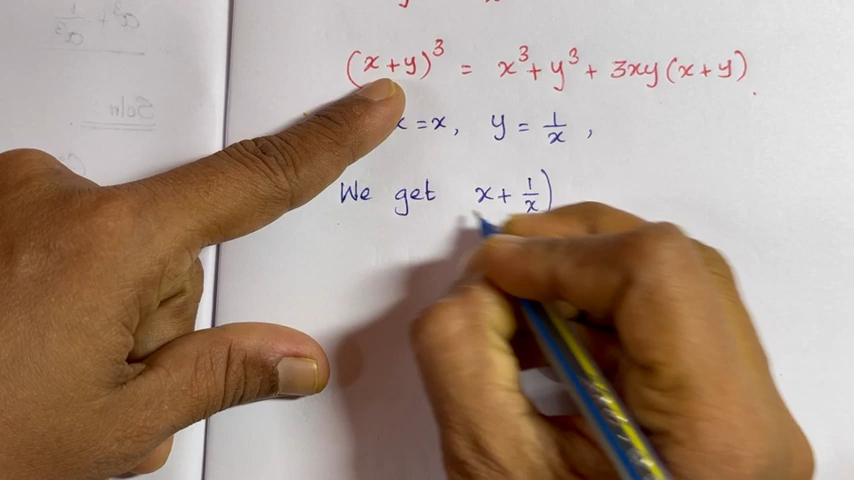 (x+y)³ = x³ + y³ + 3xy(x+y).
x = x, y = 1/x,
We get x + 1/x)